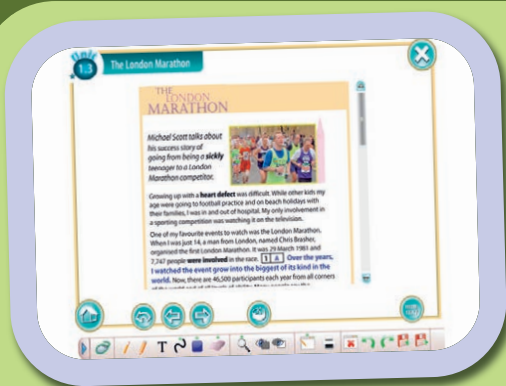 Unit
1.3 The London Marathon
THE
LONDON
MARATHON
Michael Scott talks about
his success story of
going from being a sickly
teenager to a London
Marathon competitor.
Growing up with a heart defect was difficult. While other kids my
age were going to football practice and on beach holidays with
their families, I was in and out of hospital. My only involvement in
a sporting competition was watching it on the television.
One of my favourite events to watch was the London Marathon.
When I was just 14, a man from London, named Chris Brasher,
organised the first London Marathon. It was 29 March 1981 and
7,747 people were involved in the race. 1 A Over the years,
I watched the event grow into the biggest of its kind in the
world. Now, there are 46,500 participants each year from all corners
T